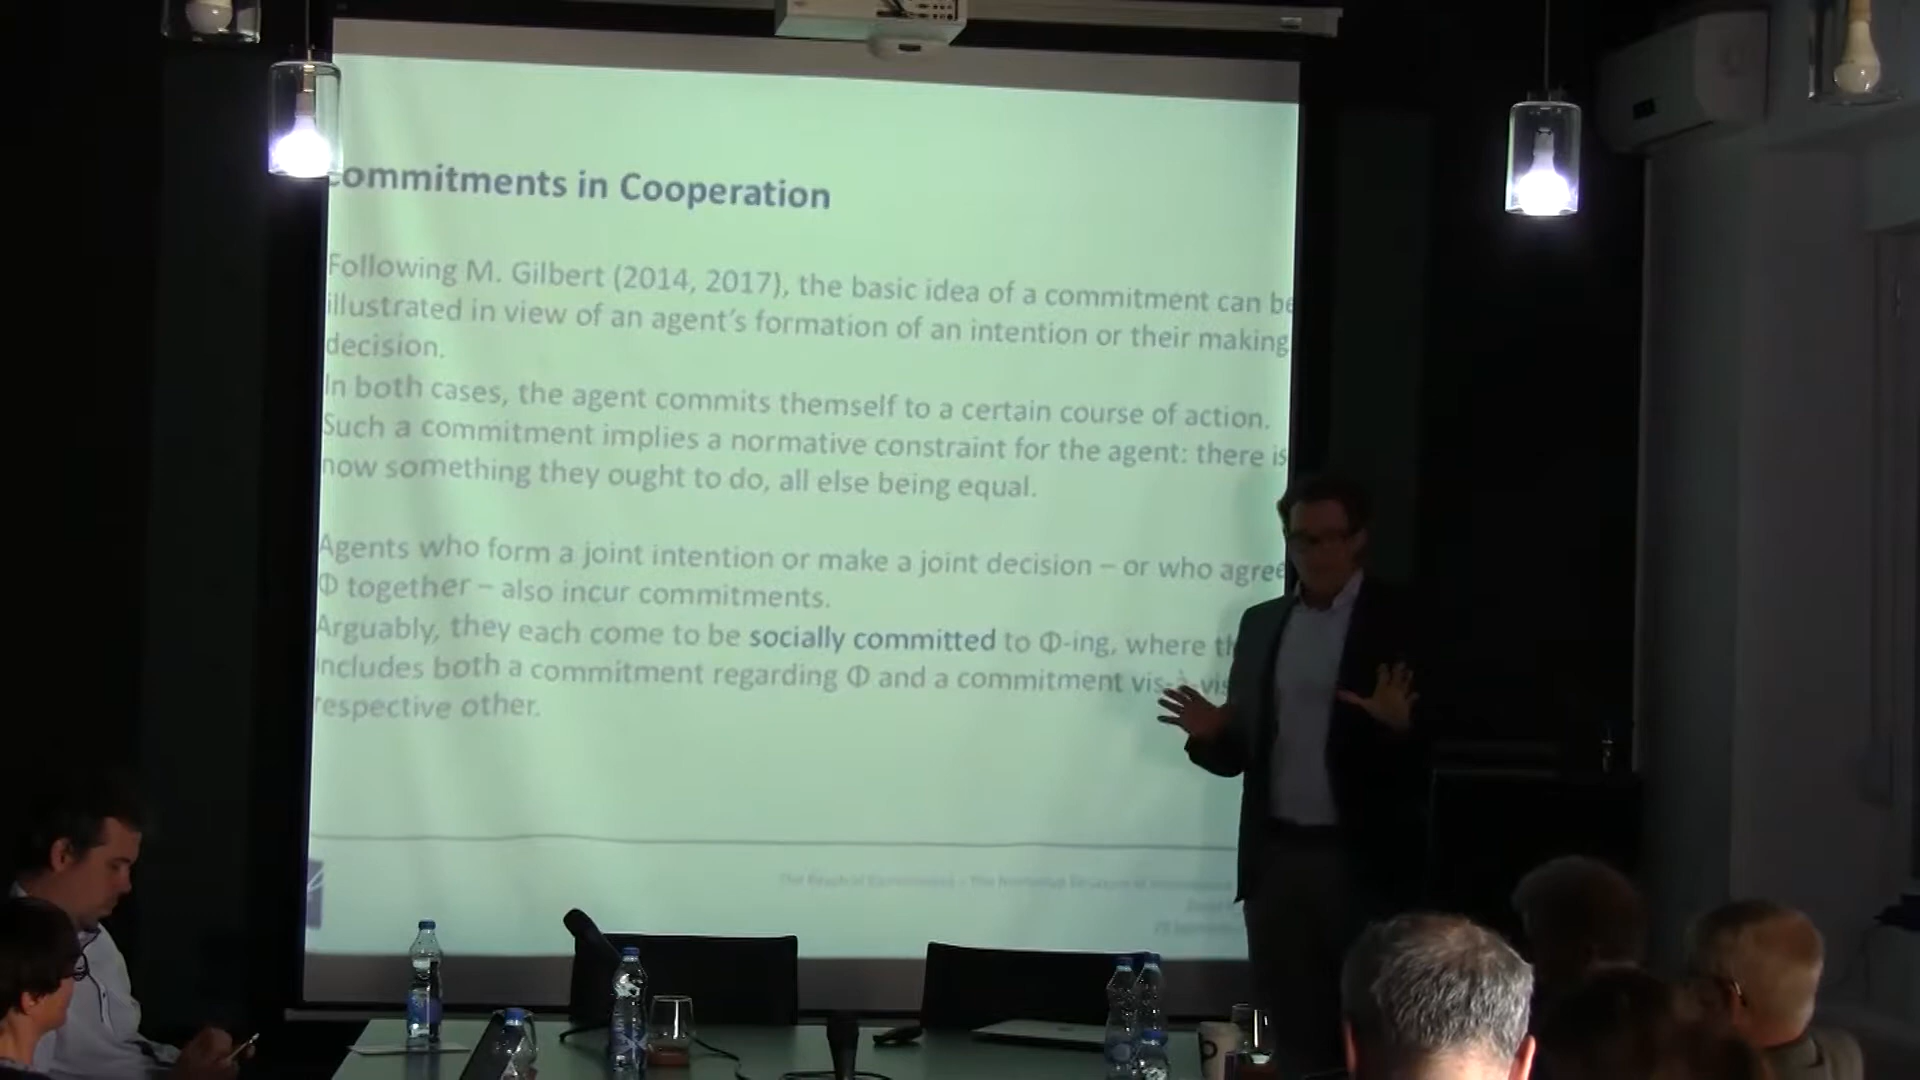 Commitments in Cooperation
Following M. Gilbert (2014, 2017), the basic idea of a commitment can be
illustrated in view of an agent's formation of an intention or their making
decision.
In both cases, the agent commits themself to a certain course of action.
Such a commitment implies a normative constraint for the agent: there is
now something they ought to do, all else being equal.
Agents who form a joint intention or make a joint decision – or who agree
Φ together – also incur commitments.
Arguably, they each come to be socially committed to Φ-ing, where th
includes both a commitment regarding Φ and a commitment vis-à-vis
respective other.